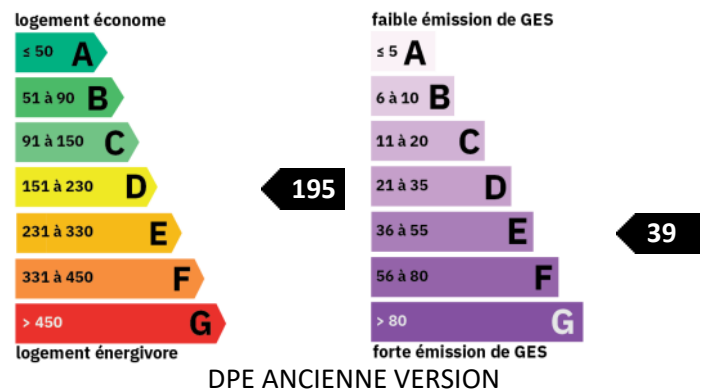 logement économe
≤ 50 A
51 à 90 B
91 à 150 C
151 à 230 D
195
231 à 330 E
331 à 450 F
> 450 G
logement énergivore
faible émission de GES
≤ 5 A
6 à 10 B
11 à 20 C
21 à 35 D
36 à 55 E
39
56 à 80 F
> 80 G
forte émission de GES
DPE ANCIENNE VERSION